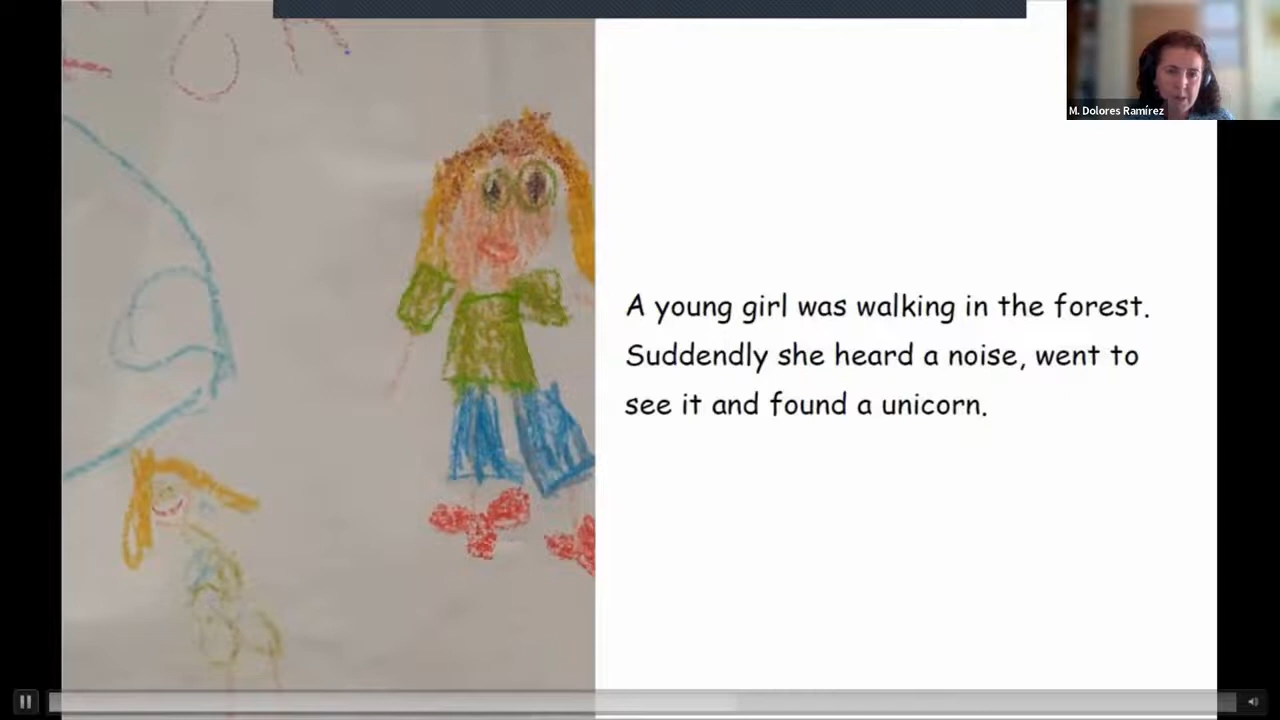 M. Dolores Ramírez
A young girl was walking in the forest.
Suddendly she heard a noise, went to
see it and found a unicorn.